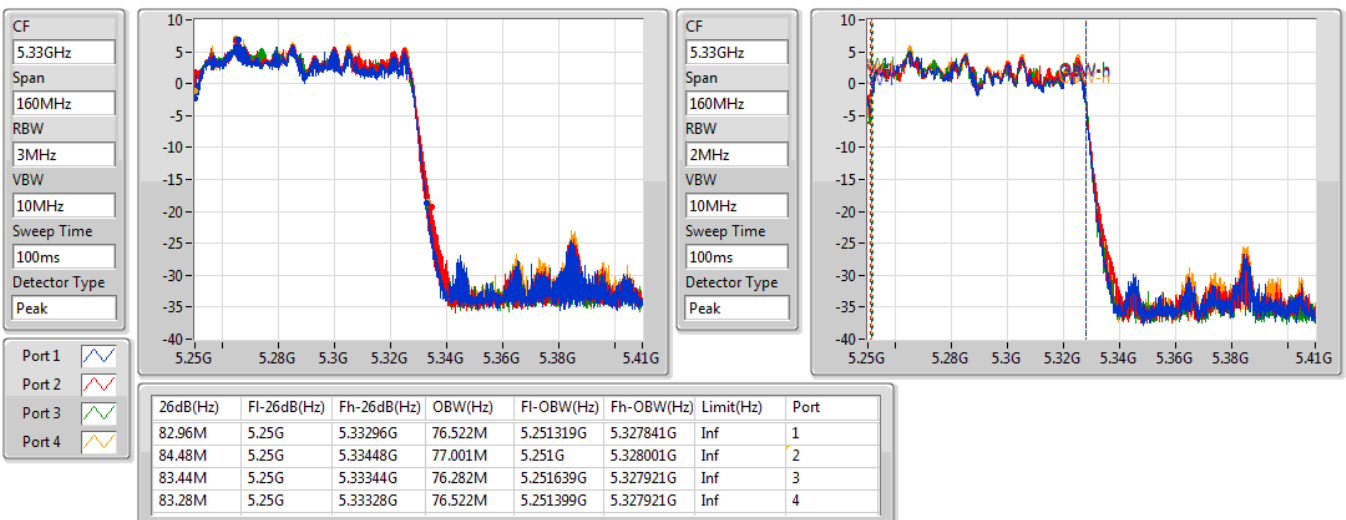 CF
5.33GHz
Span
160MHz
RBW
3MHz
VBW
10MHz
Sweep Time
100ms
Detector Type
Peak
10
5
0
-5
-10
-15
-20
-25
-30
-35
-40
5.25G 5.28G 5.3G 5.32G 5.34G 5.36G 5.38G 5.41G
CF
5.33GHz
Span
160MHz
RBW
2MHz
VBW
10MHz
Sweep Time
100ms
Detector Type
Peak
10
5
0
-5
-10
-15
-20
-25
-30
-35
-40
5.25G 5.28G 5.3G 5.32G 5.34G 5.36G 5.38G 5.41G
Port 1
Port 2
Port 3
Port 4
26dB(Hz) Fl-26dB(Hz) Fh-26dB(Hz) OBW(Hz) Fl-OBW(Hz) Fh-OBW(Hz) Limit(Hz) Port
82.96M 5.25G 5.33296G 76.522M 5.251319G 5.327841G Inf 1
84.48M 5.25G 5.33448G 77.001M 5.251G 5.328001G Inf 2
83.44M 5.25G 5.33344G 76.282M 5.251639G 5.327921G Inf 3
83.28M 5.25G 5.33328G 76.522M 5.251399G 5.327921G Inf 4